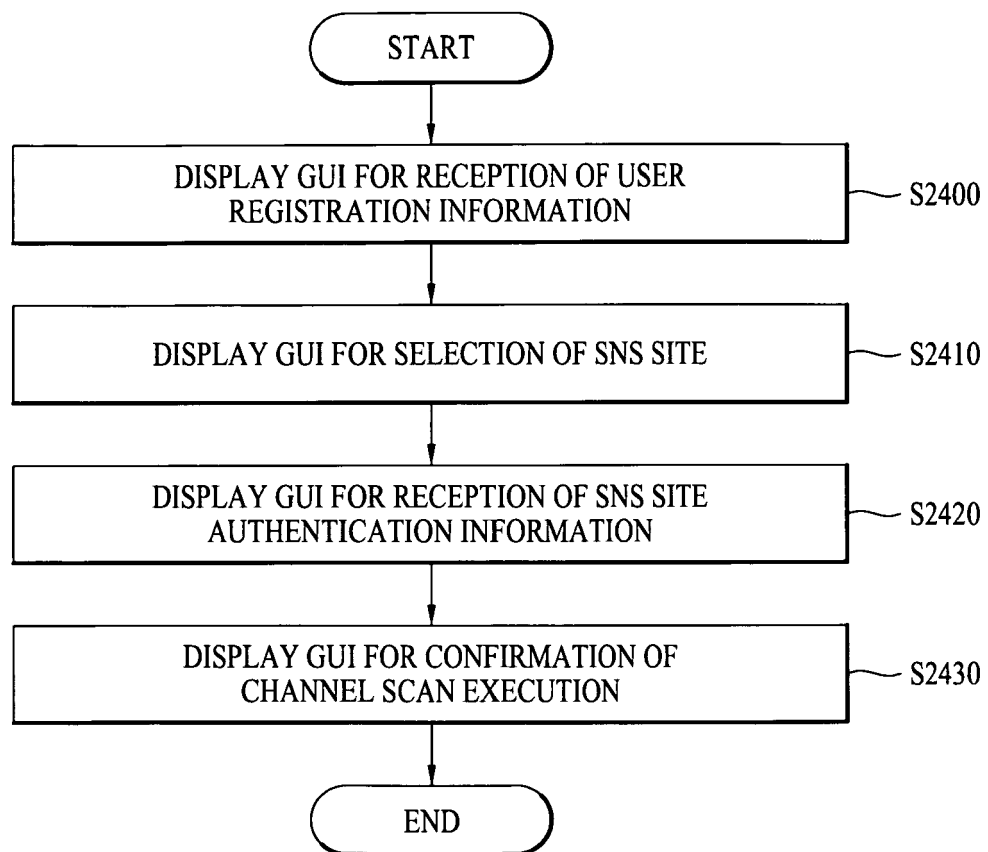 START
DISPLAY GUI FOR RECEPTION OF USER
REGISTRATION INFORMATION
S2400
DISPLAY GUI FOR SELECTION OF SNS SITE
S2410
DISPLAY GUI FOR RECEPTION OF SNS SITE
AUTHENTICATION INFORMATION
S2420
DISPLAY GUI FOR CONFIRMATION OF
CHANNEL SCAN EXECUTION
S2430
END